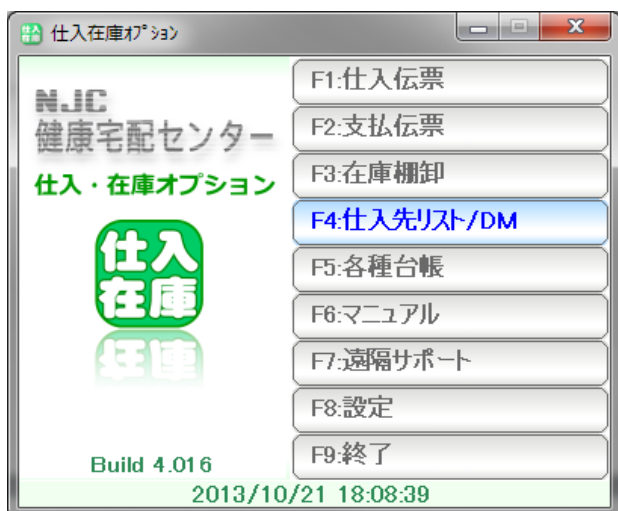 仕入在庫ｵﾌﾟｼｮﾝ
NJC
健康宅配センター
仕入・在庫オプション
仕入
在庫
Build 4.016
F1:仕入伝票
F2:支払伝票
F3:在庫棚卸
F4:仕入先リスト/DM
F5:各種台帳
F6:マニュアル
F7:遠隔サポート
F8:設定
F9:終了
2013/10/21 18:08:39